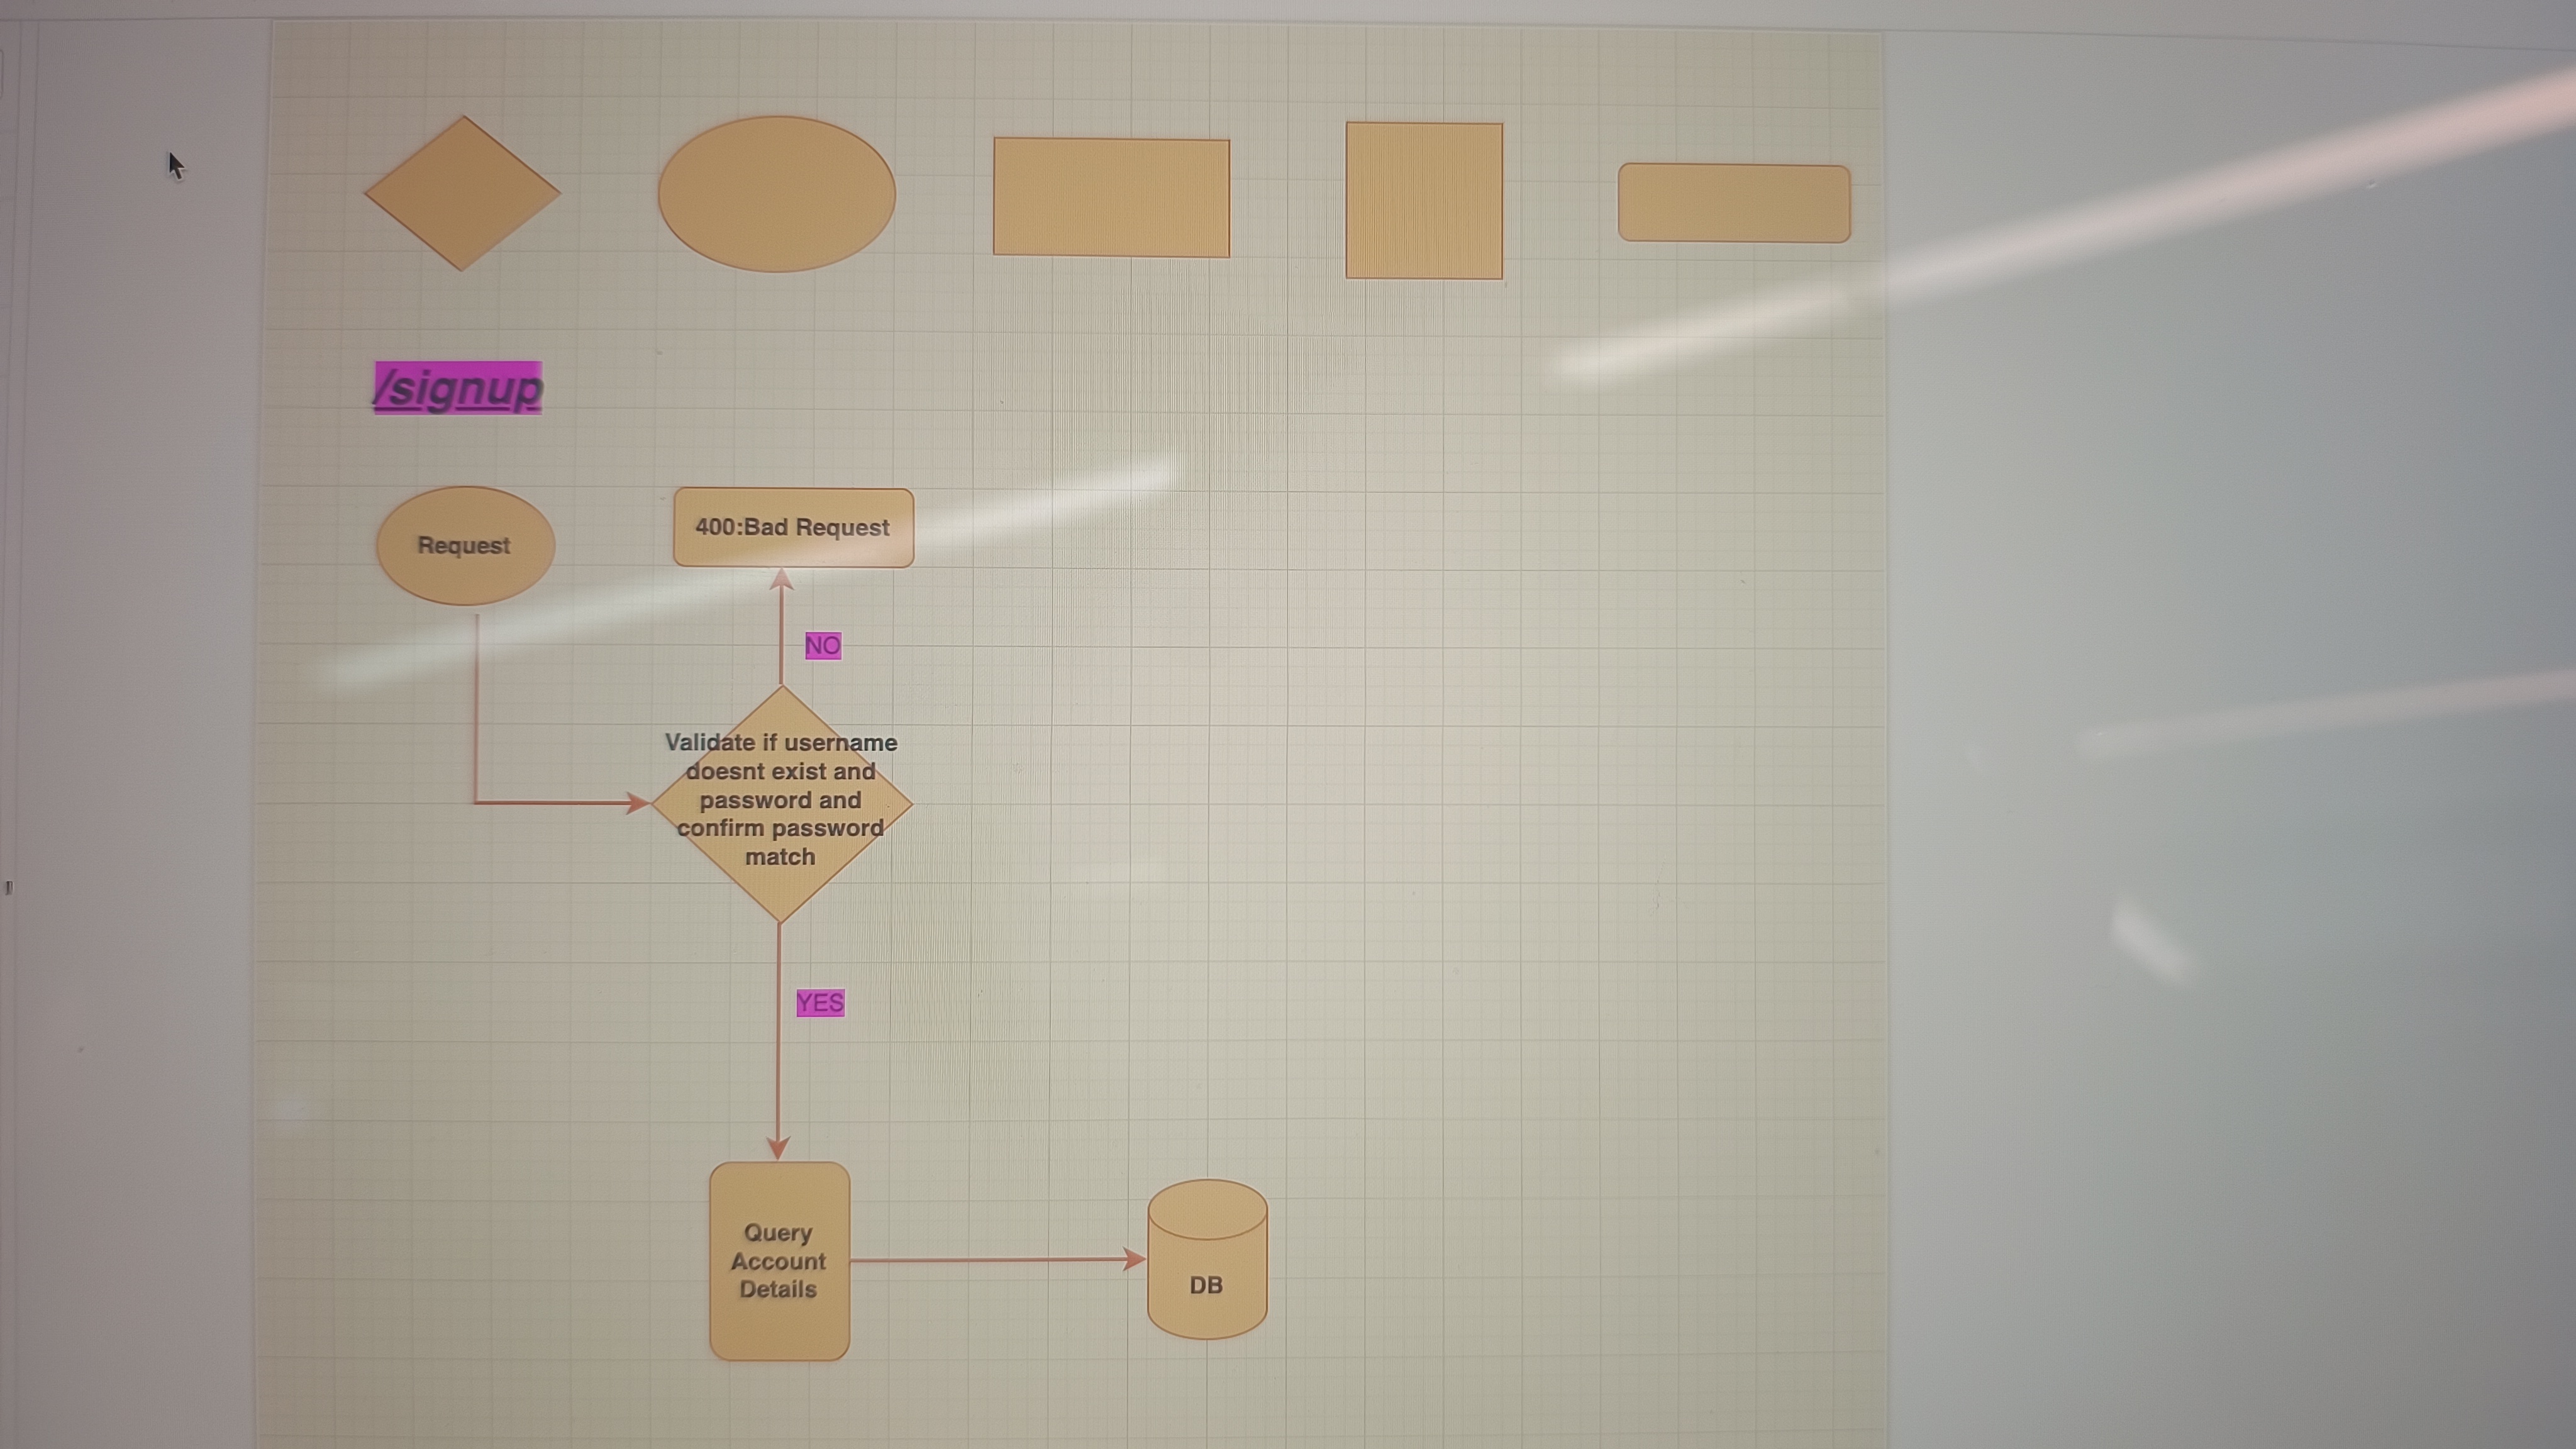 /signup
Request
400:Bad Request
NO
Validate if username
doesnt exist and
password and
confirm password
match
YES
Query
Account
Details
DB